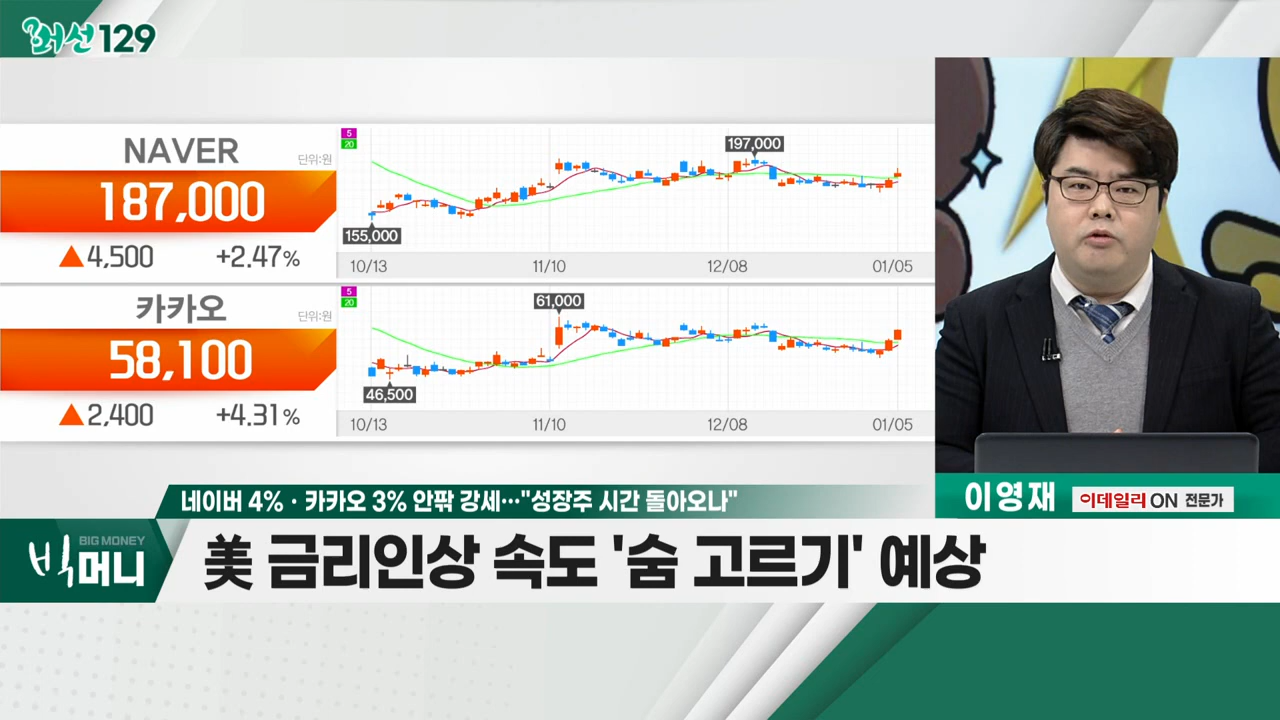 최선129
NAVER
단위:원
187,000
▲4,500 +2.47%
5
20
197,000
155,000
10/13 11/10 12/08 01/05
카카오
단위:원
58,100
▲2,400 +4.31%
5
20
61,000
46,500
10/13 11/10 12/08 01/05
이영재 이데일리ON 전문가
네이버 4%·카카오 3% 안팎 강세…"성장주 시간 돌아오나"
BIG MONEY
빅머니
美 금리인상 속도 '숨 고르기' 예상